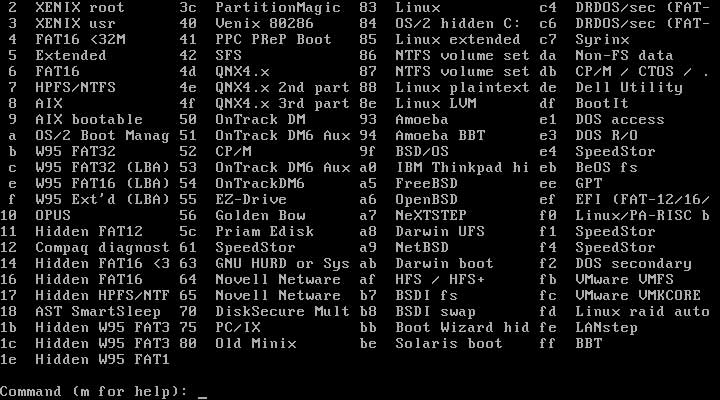 2 XENIX root 3c PartitionMagic 83 Linux c4 DRDOS/sec (FAT-
3 XENIX usr 40 Venix 80286 84 OS/2 hidden C: c6 DRDOS/sec (FAT-
4 FAT16 <32M 41 PPC PReP Boot 85 Linux extended c7 Syrinx
5 Extended 42 SFS 86 NTFS volume set da Non-FS data
6 FAT16 4d QNX4.x 87 NTFS volume set db CP/M / CTOS / .
7 HPFS/NTFS 4e QNX4.x 2nd part 88 Linux plaintext de Dell Utility
8 AIX 4f QNX4.x 3rd part 8e Linux LVM df BootIt
9 AIX bootable 50 OnTrack DM 93 Amoeba e1 DOS access
a OS/2 Boot Manag 51 OnTrack DM6 Aux 94 Amoeba BBT e3 DOS R/O
b W95 FAT32 52 CP/M 9f BSD/OS e4 SpeedStor
c W95 FAT32 (LBA) 53 OnTrack DM6 Aux a0 IBM Thinkpad hi eb BeOS fs
e W95 FAT16 (LBA) 54 OnTrackDM6 a5 FreeBSD ee GPT
f W95 Ext'd (LBA) 55 EZ-Drive a6 OpenBSD ef EFI (FAT-12/16/
10 OPUS 56 Golden Bow a7 NeXTSTEP f0 Linux/PA-RISC b
11 Hidden FAT12 5c Priam Edisk a8 Darwin UFS f1 SpeedStor
12 Compaq diagnost 61 SpeedStor a9 NetBSD f4 SpeedStor
14 Hidden FAT16 <3 63 GNU HURD or Sys ab Darwin boot f2 DOS secondary
16 Hidden FAT16 64 Novell Netware af HFS / HFS+ fb VMware VMFS
17 Hidden HPFS/NTF 65 Novell Netware b7 BSDI fs fc VMware VMKCORE
18 AST SmartSleep 70 DiskSecure Mult b8 BSDI swap fd Linux raid auto
1b Hidden W95 FAT3 75 PC/IX bb Boot Wizard hid fe LANstep
1c Hidden W95 FAT3 80 Old Minix be Solaris boot ff BBT
1e Hidden W95 FAT1
Command (m for help): _